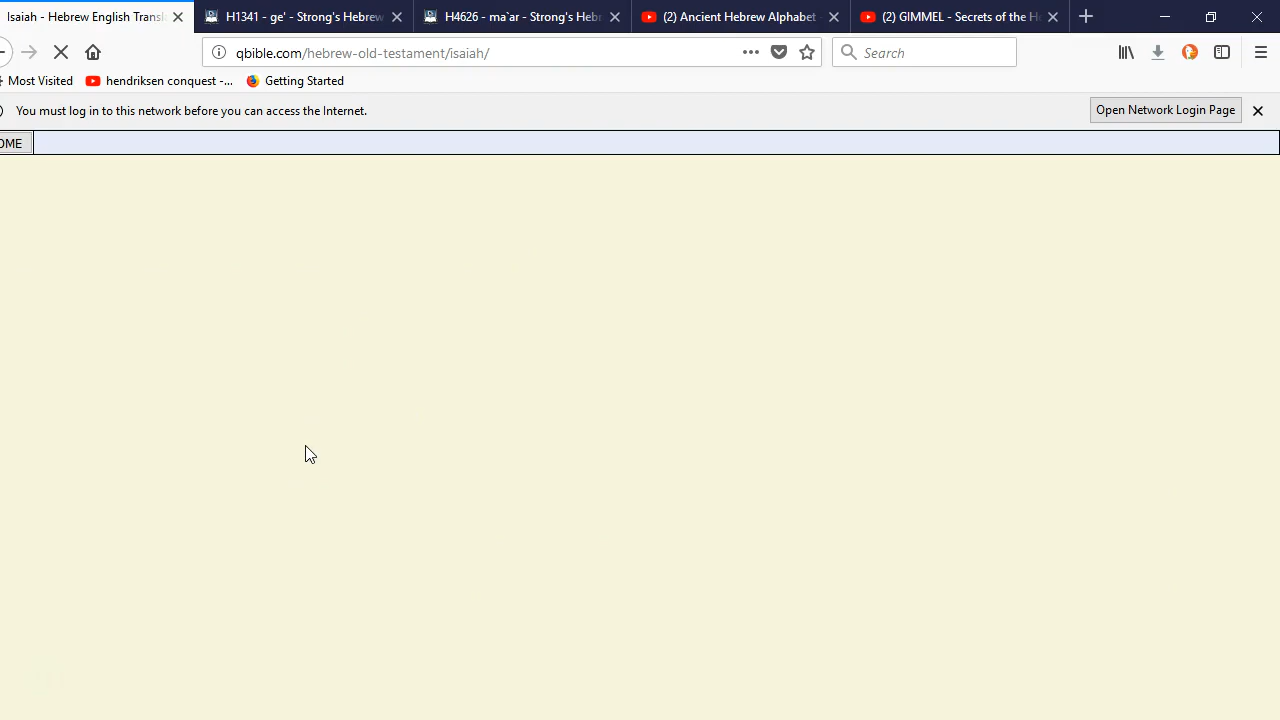 Isaiah - Hebrew English Transl
H1341 - ge' - Strong's Hebrew
H4626 - ma`ar - Strong's Hebr
(2) Ancient Hebrew Alphabet -
(2) GIMMEL - Secrets of the He
qbible.com/hebrew-old-testament/isaiah/
Search
Most Visited
hendriksen conquest -...
Getting Started
You must log in to this network before you can access the Internet.
Open Network Login Page
OME